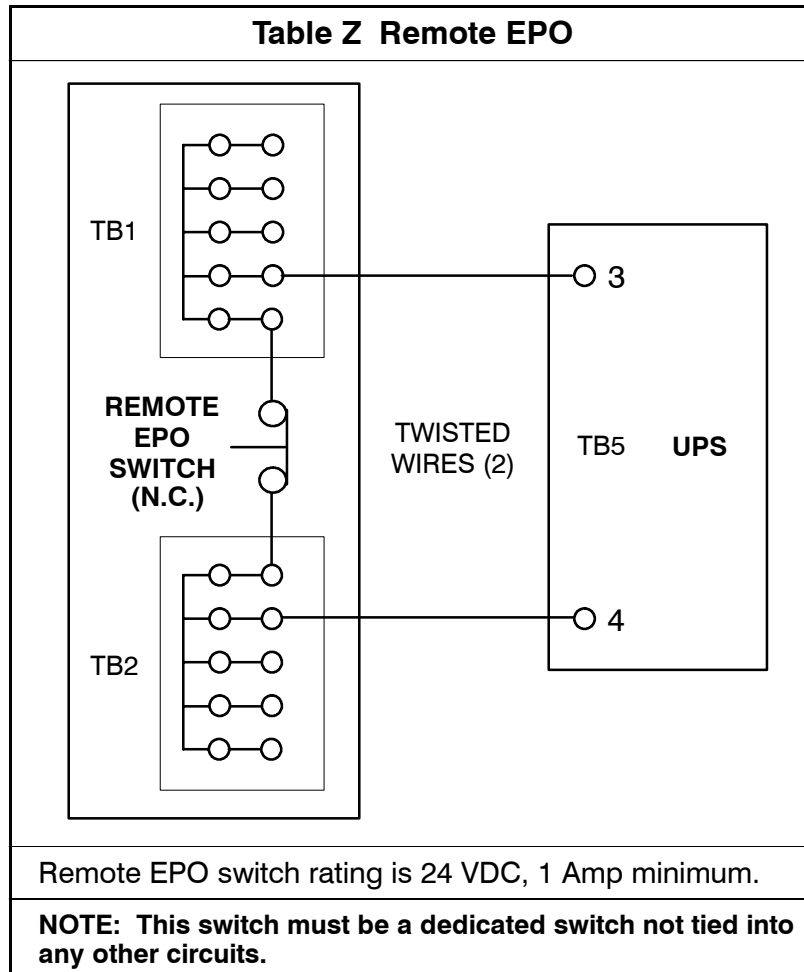 Table Z Remote EPO
TB1
3
REMOTE
EPO
SWITCH
(N.C.)
TWISTED
WIRES (2)
TB5 UPS
4
TB2
Remote EPO switch rating is 24 VDC, 1 Amp minimum.
NOTE: This switch must be a dedicated switch not tied into
any other circuits.